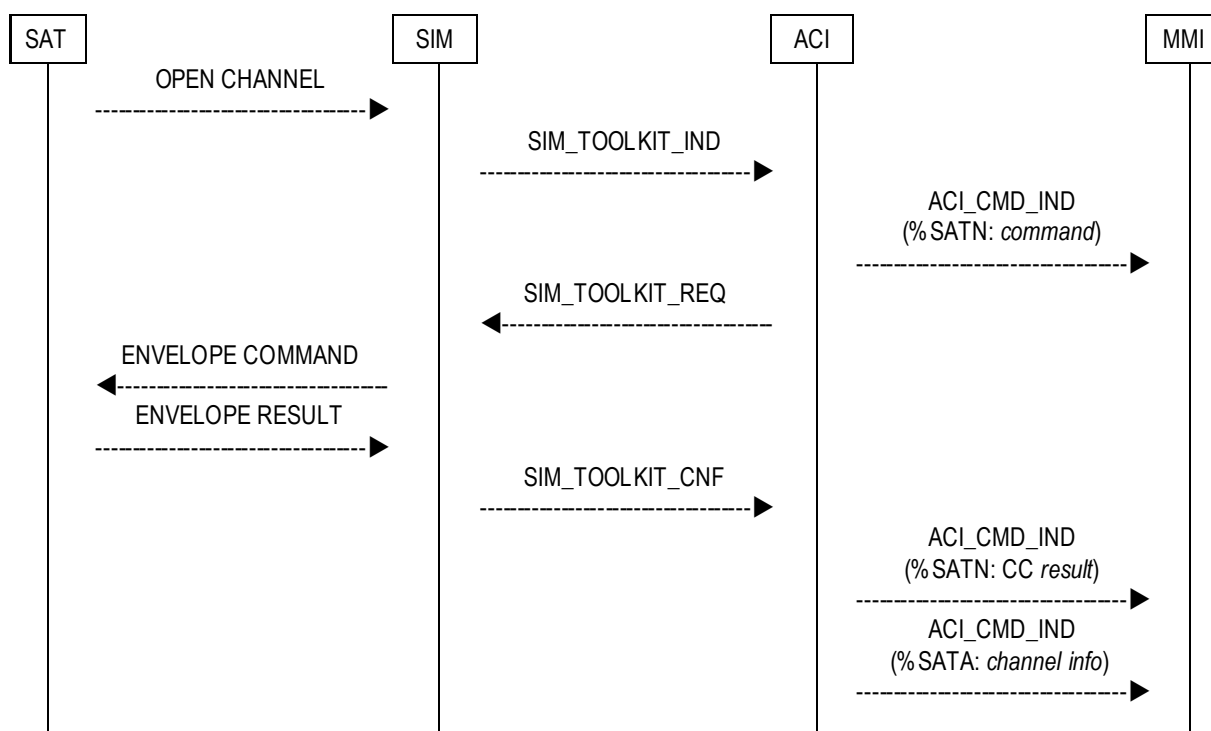 SAT
SIM
ACI
MMI
OPEN CHANNEL
SIM_TOOLKIT_IND
ACI_CMD_IND
(%SATN: command)
SIM_TOOLKIT_REQ
ENVELOPE COMMAND
ENVELOPE RESULT
SIM_TOOLKIT_CNF
ACI_CMD_IND
(%SATN: CC result)
ACI_CMD_IND
(%SATA: channel info)